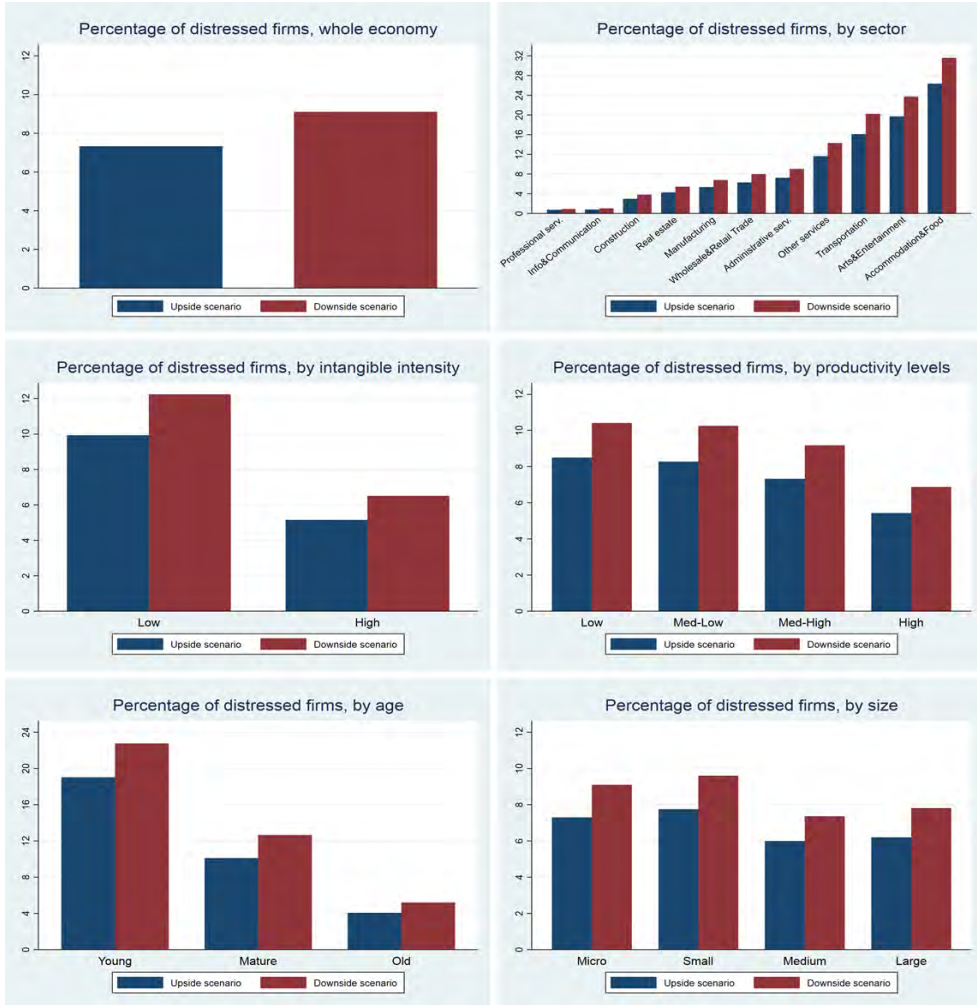 Percentage of distressed firms, whole economy
12
10
8
6
4
2
0
Upside scenario Downside scenario
Percentage of distressed firms, by sector
32
28
24
20
16
12
8
4
0
Professional serv.
Info&Communication
Construction
Real estate
Manufacturing
Wholesale&Retail Trade
Administrative serv.
Other services
Transportation
Arts&Entertainment
Accommodation&Food
Upside scenario Downside scenario
Percentage of distressed firms, by intangible intensity
12
10
8
6
4
2
0
Low High
Upside scenario Downside scenario
Percentage of distressed firms, by productivity levels
12
10
8
6
4
2
0
Low Med-Low Med-High High
Upside scenario Downside scenario
Percentage of distressed firms, by age
24
20
16
12
8
4
0
Young Mature Old
Upside scenario Downside scenario
Percentage of distressed firms, by size
12
10
8
6
4
2
0
Micro Small Medium Large
Upside scenario Downside scenario